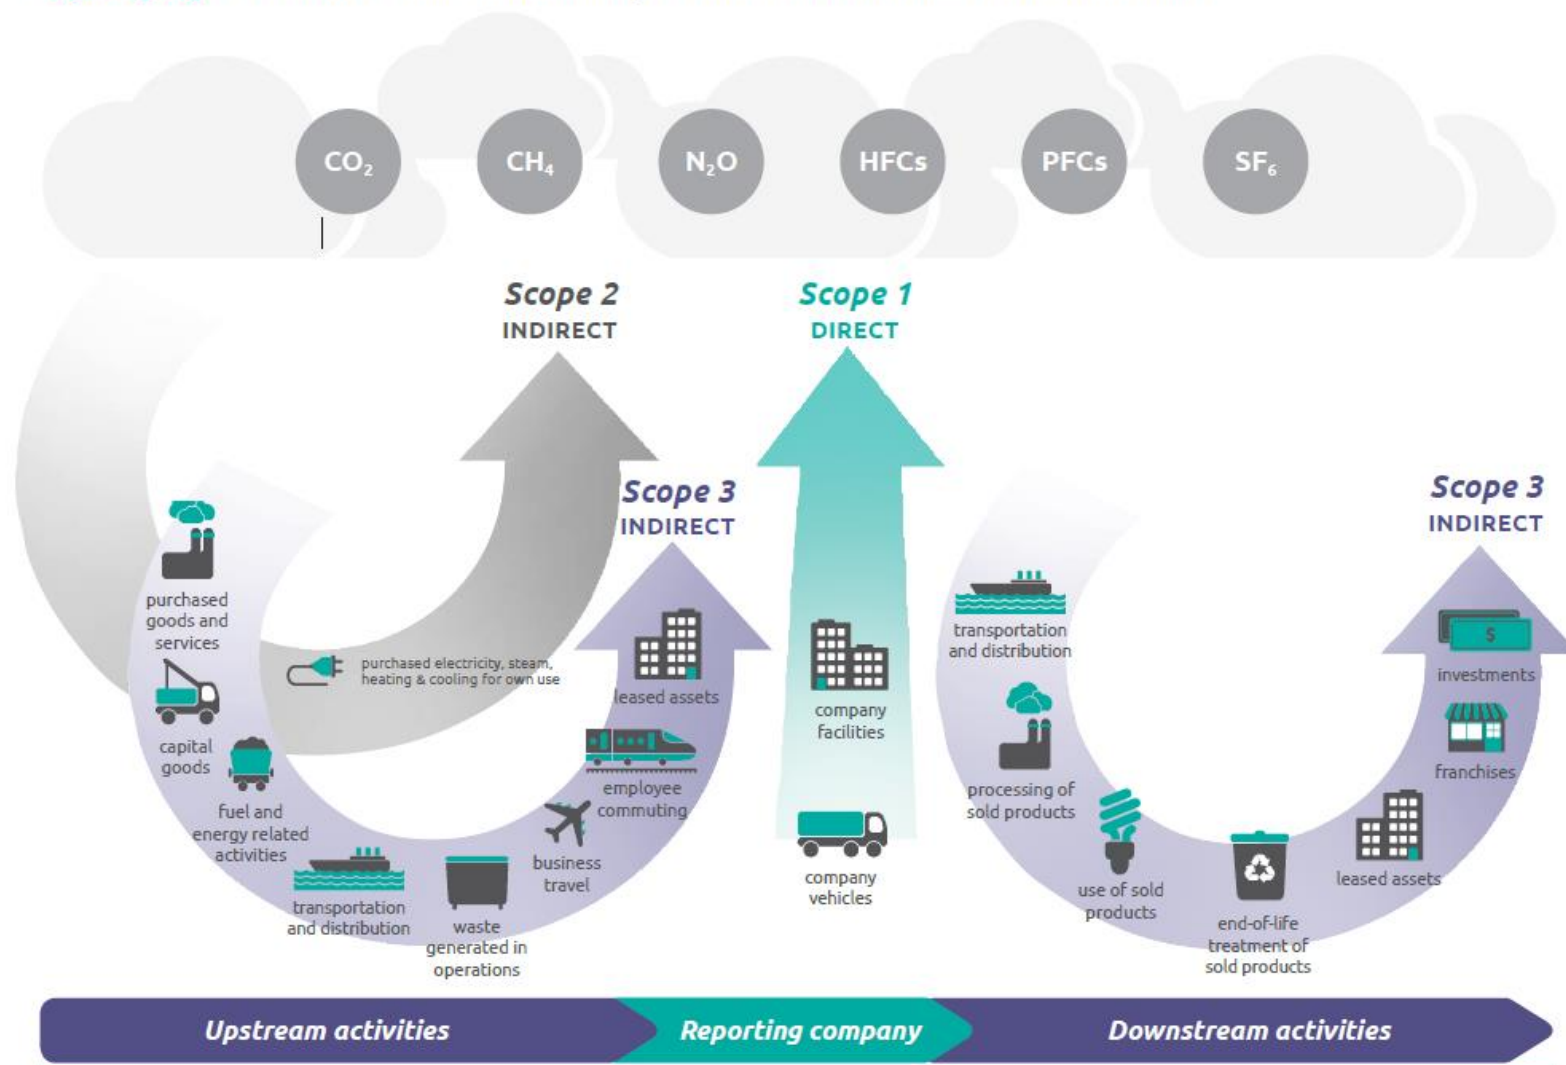 CO₂
CH₄
N₂O
HFCs
PFCs
SF₆
Scope 2
INDIRECT
Scope 1
DIRECT
Scope 3
INDIRECT
Scope 3
INDIRECT
purchased
goods and
services
capital
goods
fuel and
energy related
activities
transportation
and distribution
waste
generated in
operations
business
travel
employee
commuting
leased assets
purchased electricity, steam,
heating & cooling for own use
company
facilities
company
vehicles
transportation
and distribution
processing of
sold products
use of sold
products
end-of-life
treatment of
sold products
leased assets
franchises
$
investments
Upstream activities
Reporting company
Downstream activities